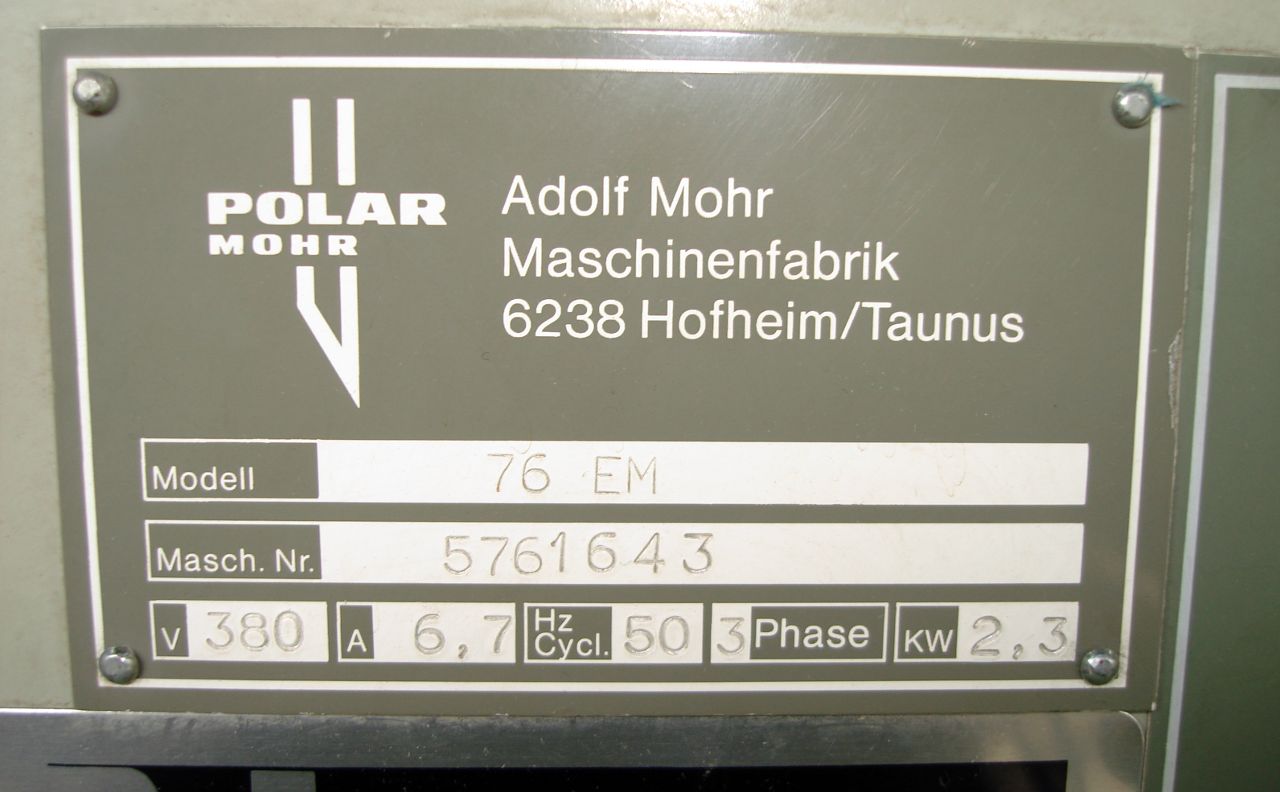 POLAR
MOHR
Adolf Mohr
Maschinenfabrik
6238 Hofheim/Taunus
Modell 76 EM
Masch. Nr. 5761643
V 380 A 6,7 Hz Cycl. 50 3 Phase KW 2,3